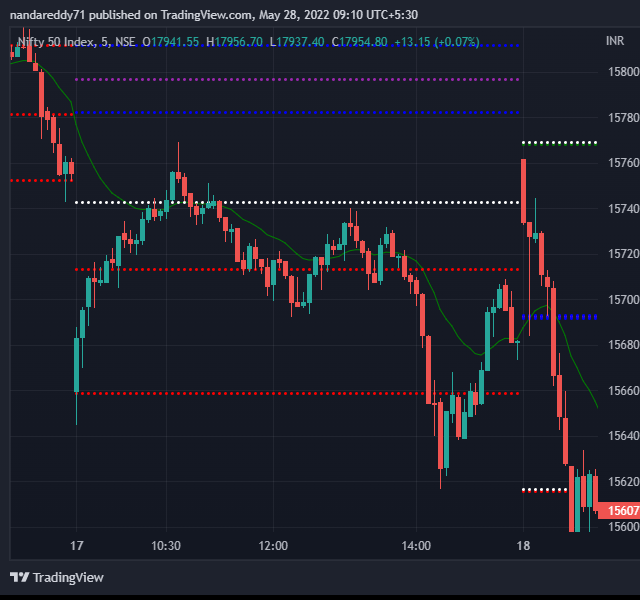 nandareddy71 published on TradingView.com, May 28, 2022 09:10 UTC+5:30
Nifty 50 Index, 5, NSE O17941.55 H17956.70 L17937.40 C17954.80 +13.15 (+0.07%)
INR
15800
15780
15760
15740
15720
15700
15680
15660
15640
15620
15607
15600
17 10:30 12:00 14:00 18
TradingView